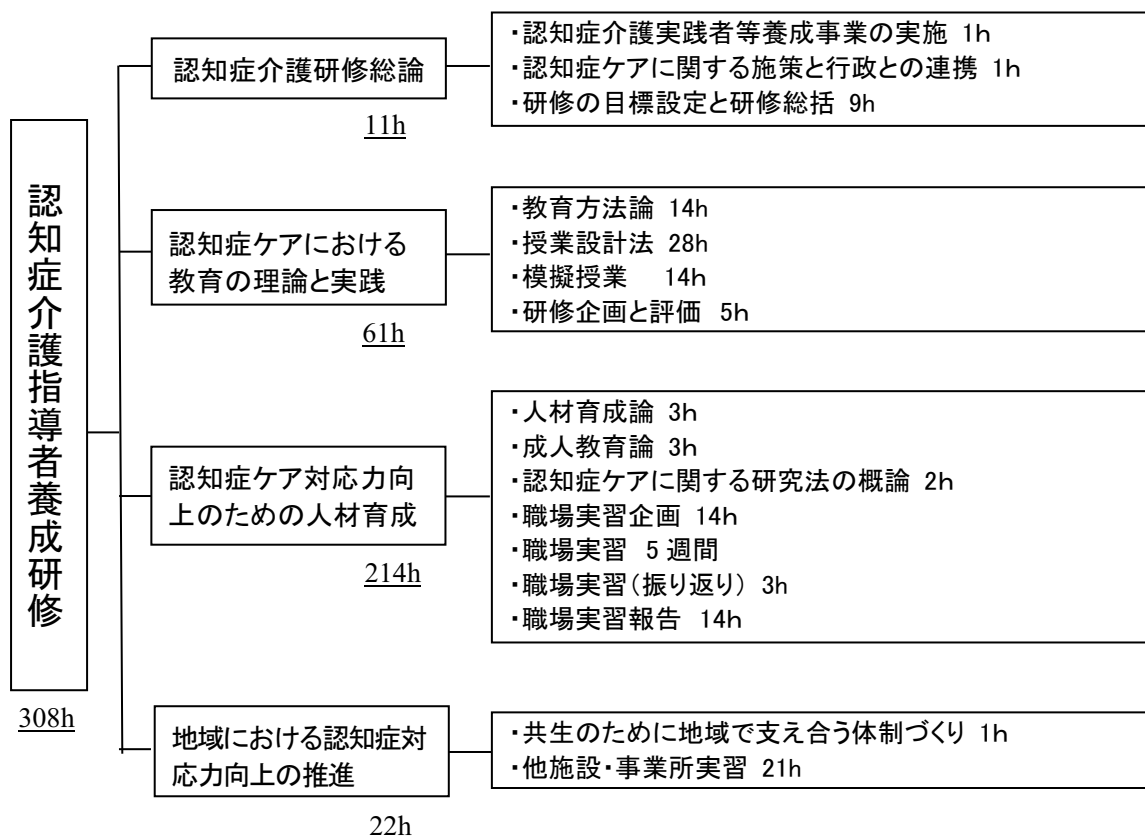 認知症介護指導者養成研修
308h
認知症介護研修総論
11h
・認知症介護実践者等養成事業の実施 1h
・認知症ケアに関する施策と行政との連携 1h
・研修の目標設定と研修総括 9h
認知症ケアにおける
教育の理論と実践
61h
・教育方法論 14h
・授業設計法 28h
・模擬授業 14h
・研修企画と評価 5h
認知症ケア対応力向
上のための人材育成
214h
・人材育成論 3h
・成人教育論 3h
・認知症ケアに関する研究法の概論 2h
・職場実習企画 14h
・職場実習 5 週間
・職場実習(振り返り) 3h
・職場実習報告 14h
地域における認知症対
応力向上の推進
22h
・共生のために地域で支え合う体制づくり 1h
・他施設・事業所実習 21h